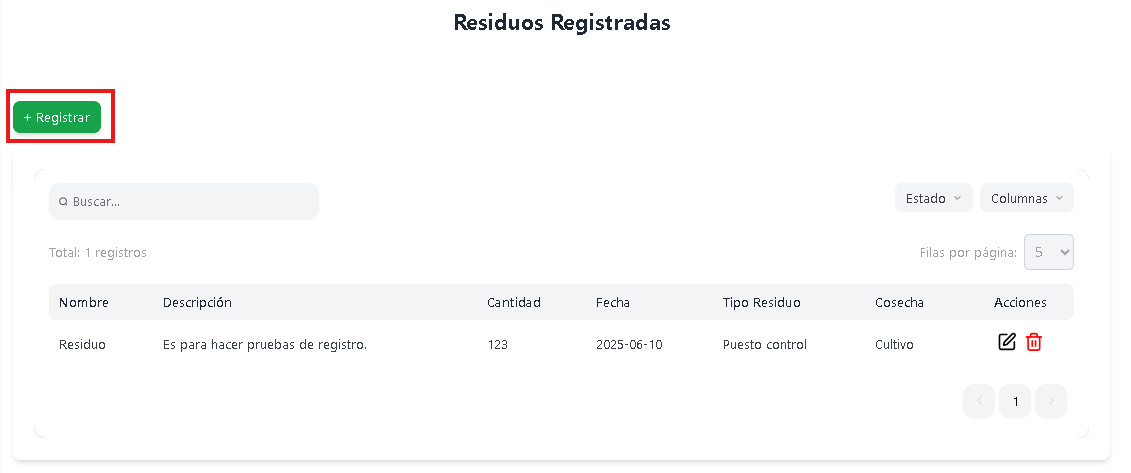 Residuos Registradas
+ Registrar
Buscar...
Estado
Columnas
Total: 1 registros
Filas por página: 5
Nombre Descripción Cantidad Fecha Tipo Residuo Cosecha Acciones
Residuo Es para hacer pruebas de registro. 123 2025-06-10 Puesto control Cultivo
1